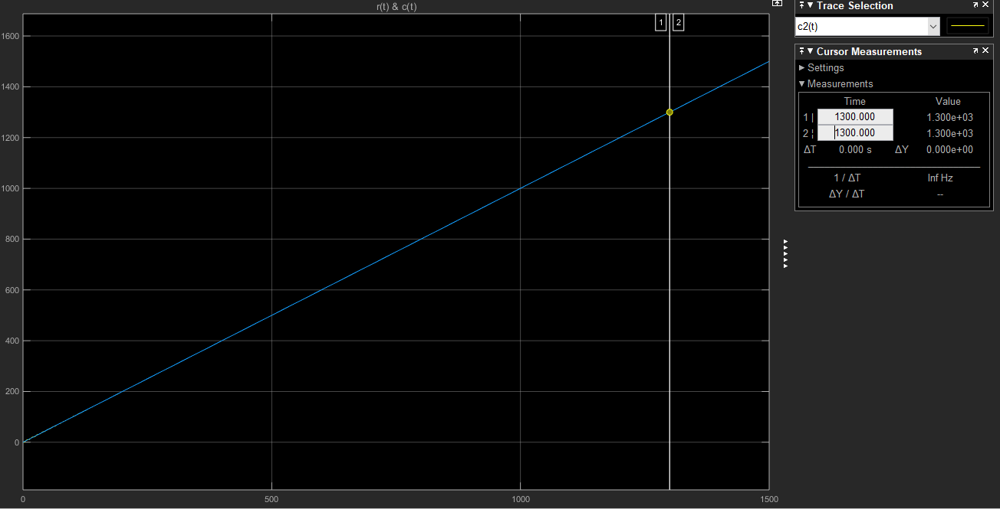 r(t) & c(t)
1 2
1600
1400
1200
1000
800
600
400
200
0
0 500 1000 1500
Trace Selection
c2(t)
Cursor Measurements
Settings
Measurements
Time Value
1 | 1300.000 1.300e+03
2 ¦ 1300.000 1.300e+03
ΔT 0.000 s ΔY 0.000e+00
1 / ΔT Inf Hz
ΔY / ΔT --